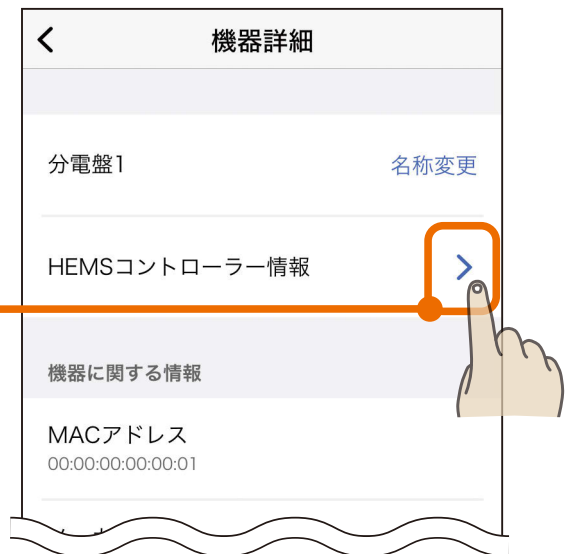 機器詳細
分電盤1 名称変更
HEMSコントローラー情報
機器に関する情報
MACアドレス
00:00:00:00:00:01